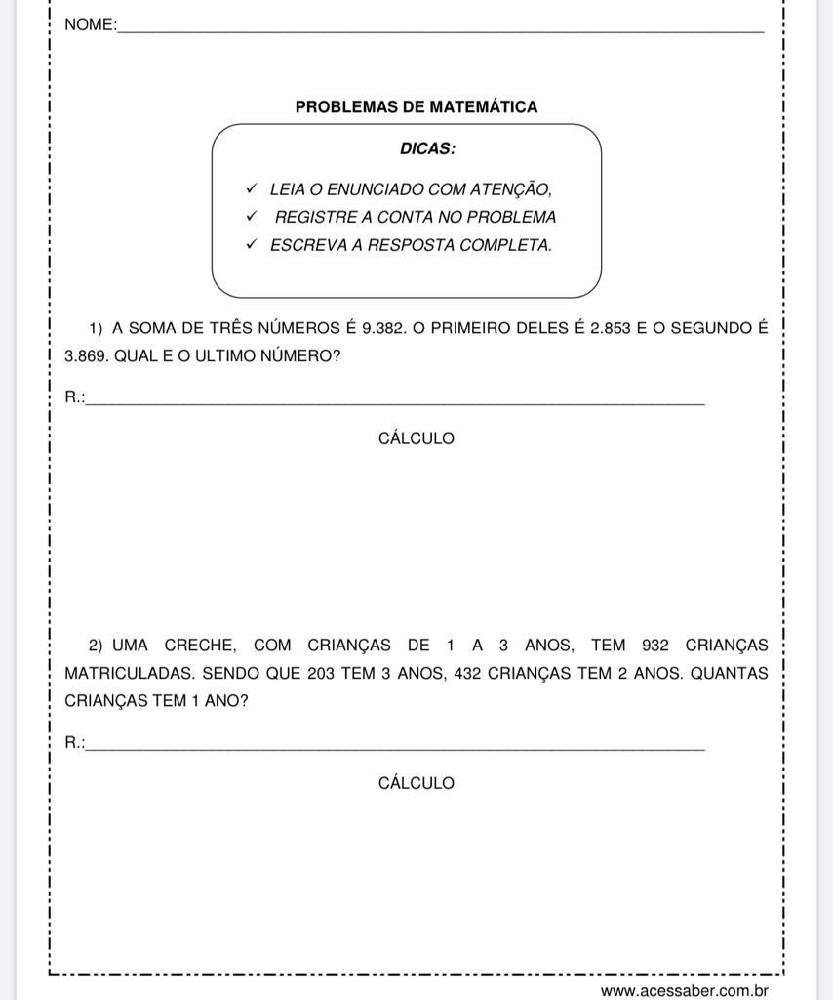 NOME:
PROBLEMAS DE MATEMÁTICA
DICAS:
✓ LEIA O ENUNCIADO COM ATENÇÃO,
✓ REGISTRE A CONTA NO PROBLEMA
✓ ESCREVA A RESPOSTA COMPLETA.
1) A SOMA DE TRÊS NÚMEROS É 9.382. O PRIMEIRO DELES É 2.853 E O SEGUNDO É
3.869. QUAL E O ULTIMO NÚMERO?
R.:
CÁLCULO
2) UMA CRECHE, COM CRIANÇAS DE 1 A 3 ANOS, TEM 932 CRIANÇAS
MATRICULADAS. SENDO QUE 203 TEM 3 ANOS, 432 CRIANÇAS TEM 2 ANOS. QUANTAS
CRIANÇAS TEM 1 ANO?
R.:
CÁLCULO
www.acessaber.com.br